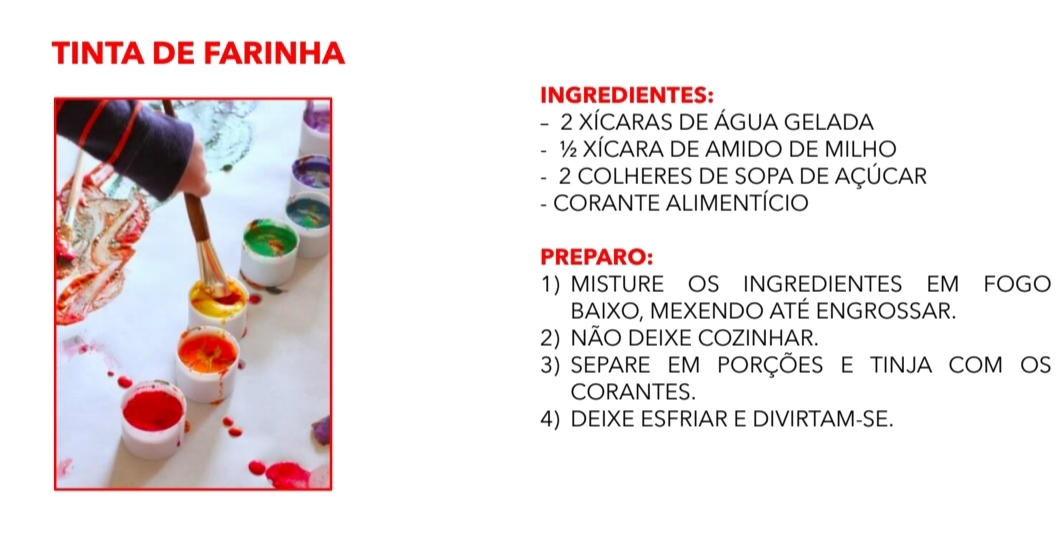 TINTA DE FARINHA
INGREDIENTES:
- 2 XÍCARAS DE ÁGUA GELADA
- ½ XÍCARA DE AMIDO DE MILHO
- 2 COLHERES DE SOPA DE AÇÚCAR
- CORANTE ALIMENTÍCIO
PREPARO:
1) MISTURE OS INGREDIENTES EM FOGO
BAIXO, MEXENDO ATÉ ENGROSSAR.
2) NÃO DEIXE COZINHAR.
3) SEPARE EM PORÇÕES E TINJA COM OS
CORANTES.
4) DEIXE ESFRIAR E DIVIRTAM-SE.